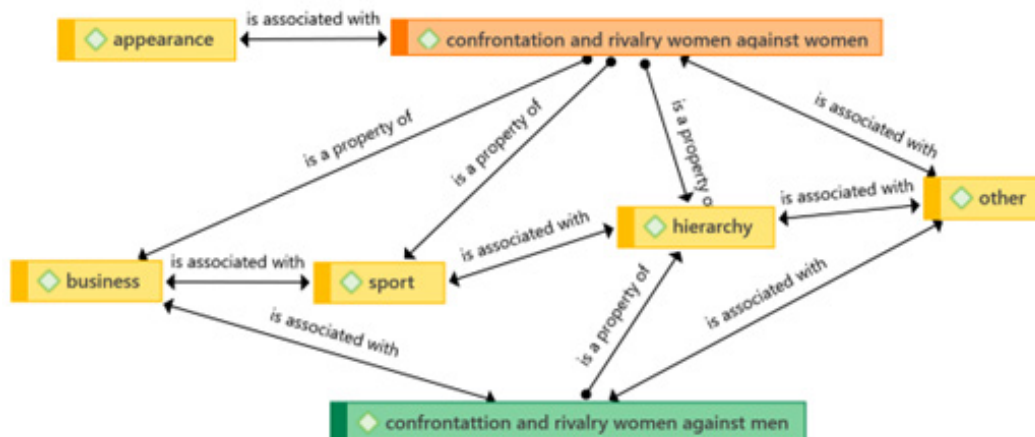 is associated with
appearance
confrontation and rivalry women against women
is a property of
is a property of
is a property of
is associated with
is associated with
other
hierarchy
is associated with
business
is associated with
sport
is associated with
is a property of
is associated with
confrontattion and rivalry women against men